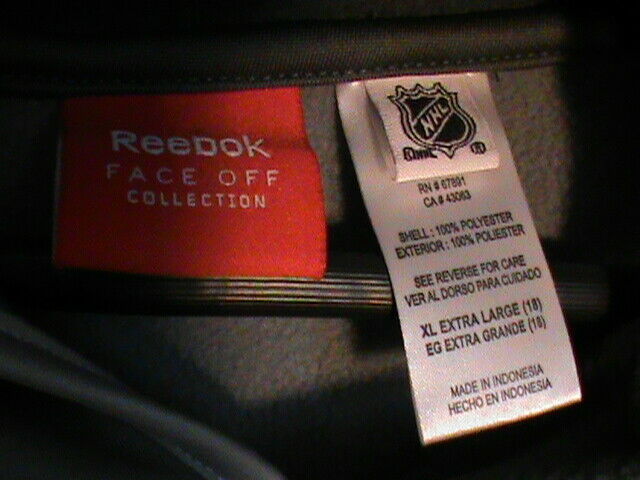 Reebok
FACE OFF
COLLECTION
NHL
RN # 67891
CA # 43063
SHELL : 100% POLYESTER
EXTERIOR : 100% POLIESTER
SEE REVERSE FOR CARE
VER AL DORSO PARA CUIDADO
XL EXTRA LARGE (18)
EG EXTRA GRANDE (18)
MADE IN INDONESIA
HECHO EN INDONESIA